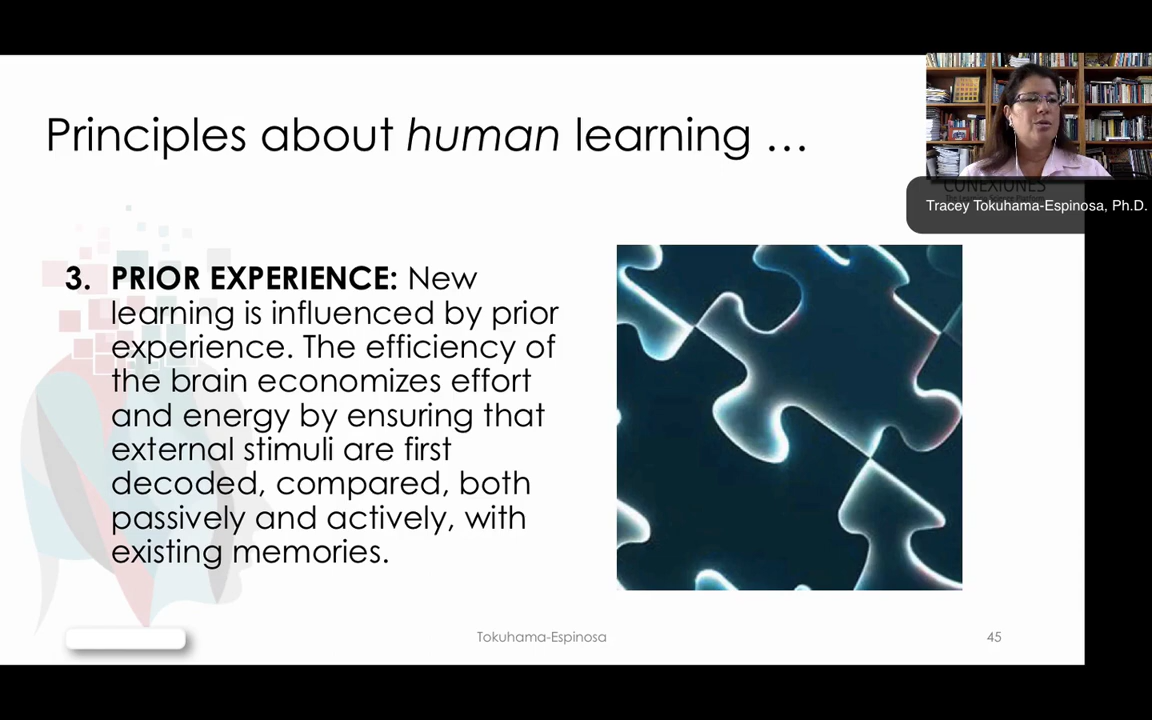 Principles about human learning ...
CONEXIONES
Tracey Tokuhama-Espinosa, Ph.D.
3. PRIOR EXPERIENCE: New
learning is influenced by prior
experience. The efficiency of
the brain economizes effort
and energy by ensuring that
external stimuli are first
decoded, compared, both
passively and actively, with
existing memories.
Tokuhama-Espinosa
45